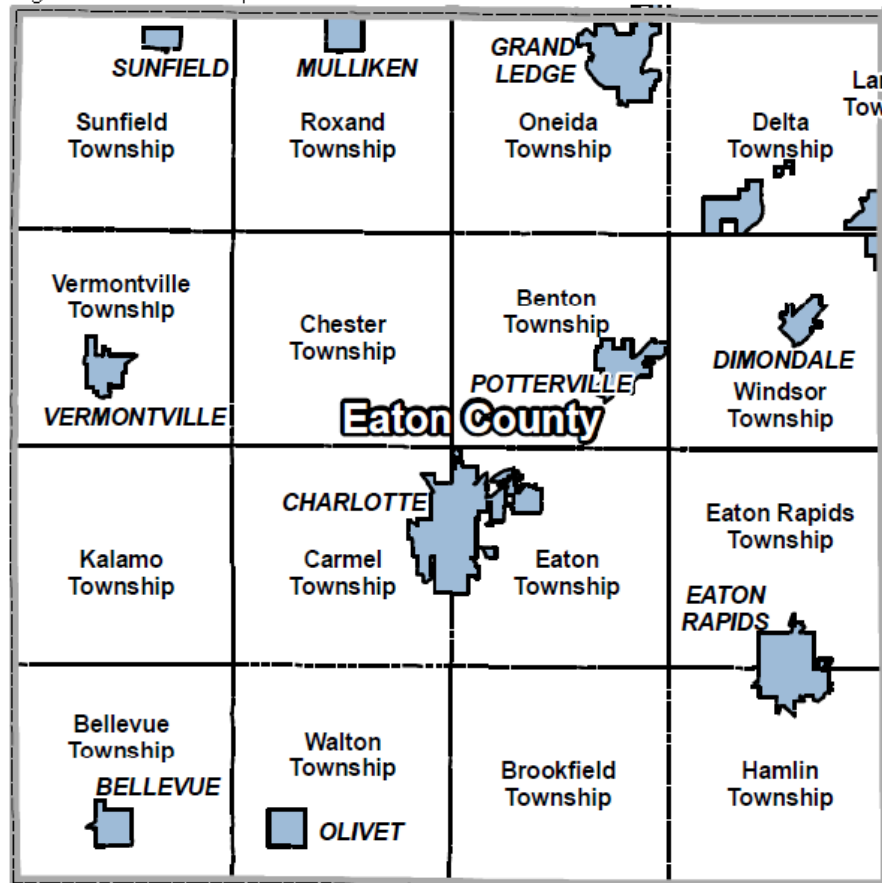 SUNFIELD
MULLIKEN
GRAND
LEDGE
Sunfield
Township
Roxand
Township
Oneida
Township
Delta
Township
Vermontville
Township
Chester
Township
Benton
Township
VERMONTVILLE
POTTERVILLE
DIMONDALE
Windsor
Township
Eaton County
CHARLOTTE
Kalamo
Township
Carmel
Township
Eaton
Township
Eaton Rapids
Township
EATON
RAPIDS
Bellevue
Township
BELLEVUE
Walton
Township
OLIVET
Brookfield
Township
Hamlin
Township